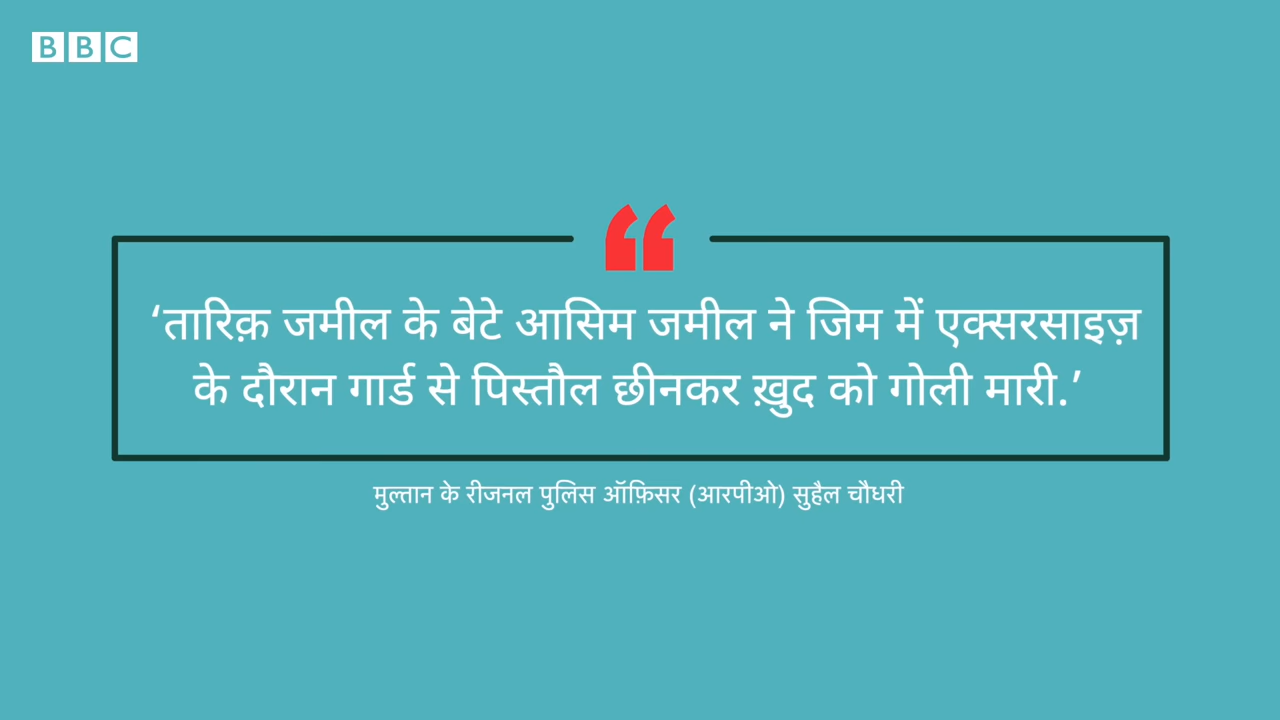 BBC
‘तारिक़ जमील के बेटे आसिम जमील ने जिम में एक्सरसाइज़
के दौरान गार्ड से पिस्तौल छीनकर ख़ुद को गोली मारी.’
मुल्तान के रीजनल पुलिस ऑफ़िसर (आरपीओ) सुहैल चौधरी